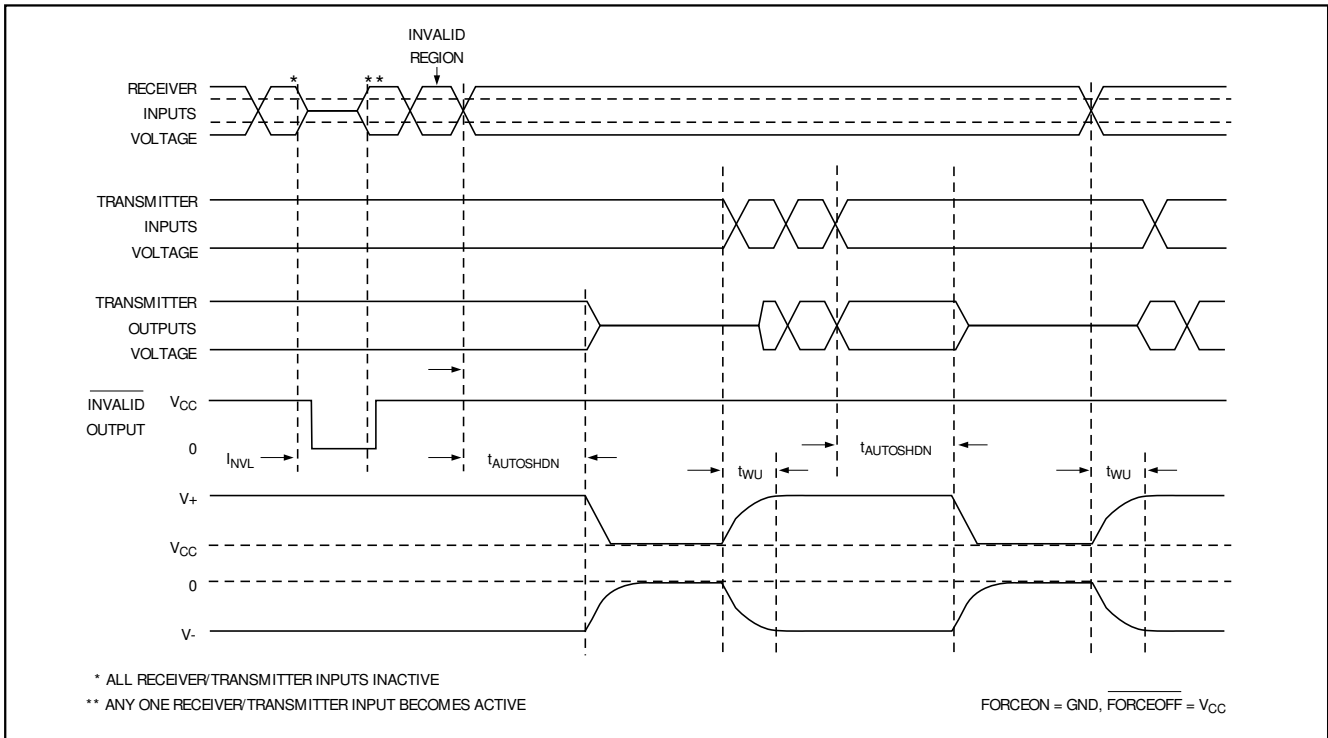 INVALID
REGION
*
* *
RECEIVER
INPUTS
VOLTAGE
TRANSMITTER
INPUTS
VOLTAGE
TRANSMITTER
OUTPUTS
VOLTAGE
INVALID
OUTPUT
VCC
0
INVL
tAUTOSHDN
tWU
tAUTOSHDN
tWU
V+
VCC
0
V-
* ALL RECEIVER/TRANSMITTER INPUTS INACTIVE
** ANY ONE RECEIVER/TRANSMITTER INPUT BECOMES ACTIVE
FORCEON = GND, FORCEOFF = VCC